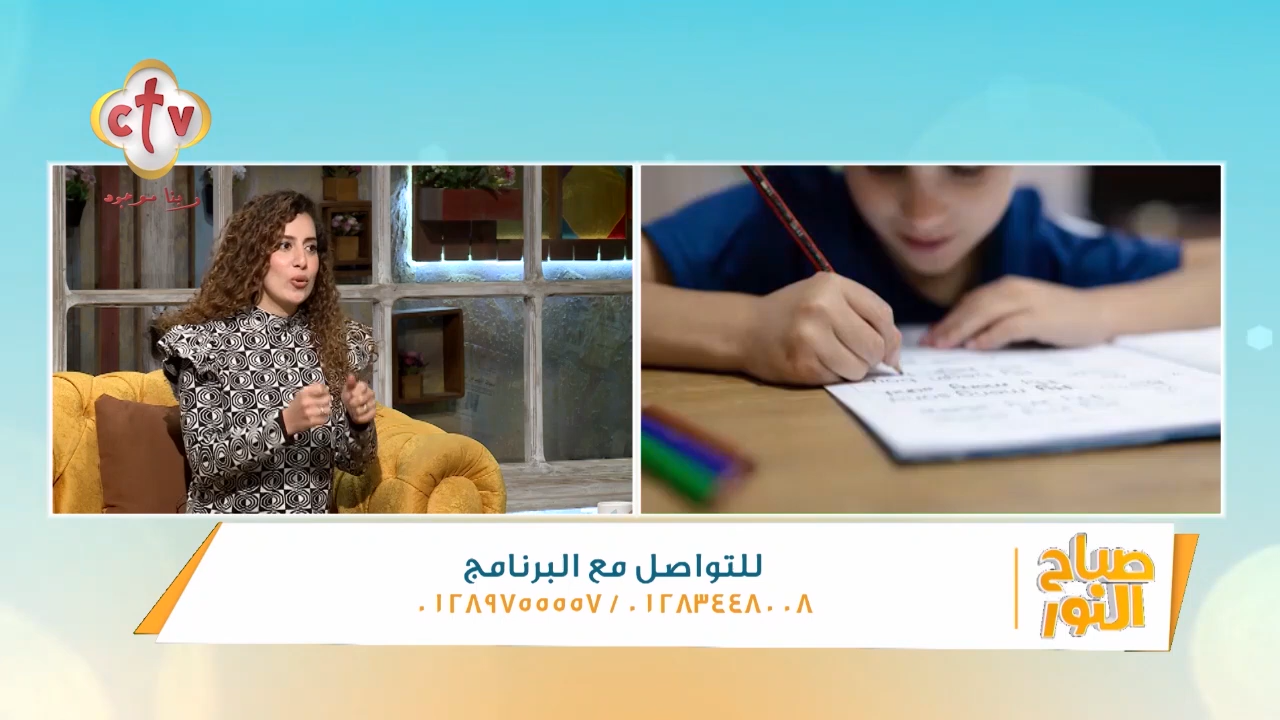 ctv
ربنا موجود
للتواصل مع البرنامج
٠١٢٨٩٧٥٥٥٥٧ / ٠١٢٨٣٤٤٨٠٠٨
صباح
النور